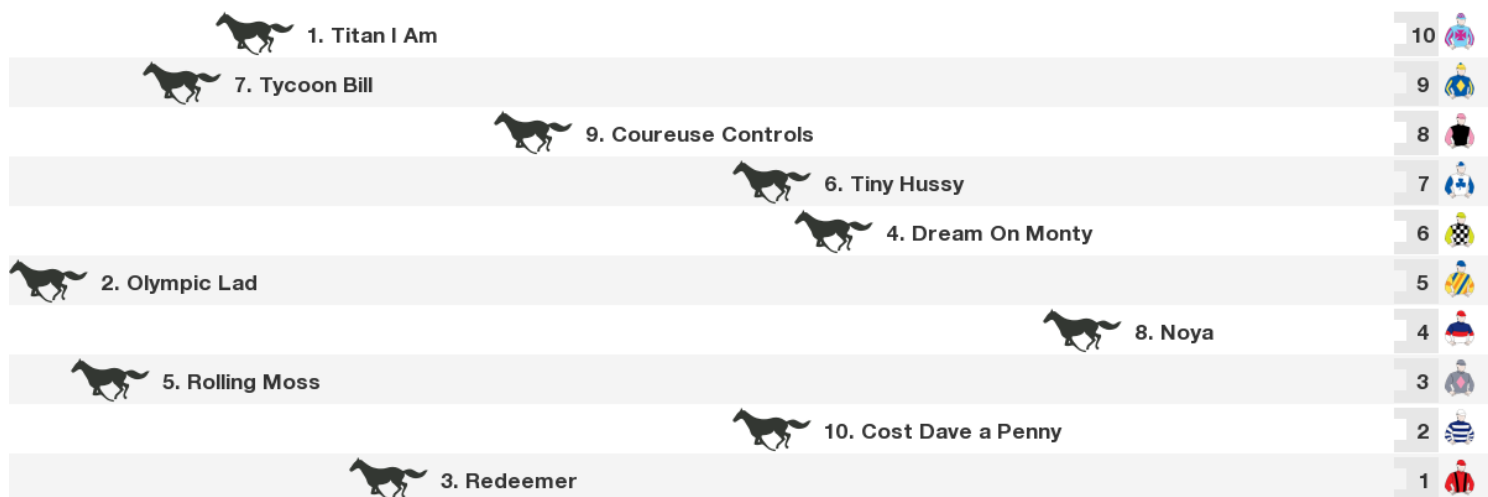 1. Titan I Am 10
7. Tycoon Bill 9
9. Coureuse Controls 8
6. Tiny Hussy 7
4. Dream On Monty 6
2. Olympic Lad 5
8. Noya 4
5. Rolling Moss 3
10. Cost Dave a Penny 2
3. Redeemer 1